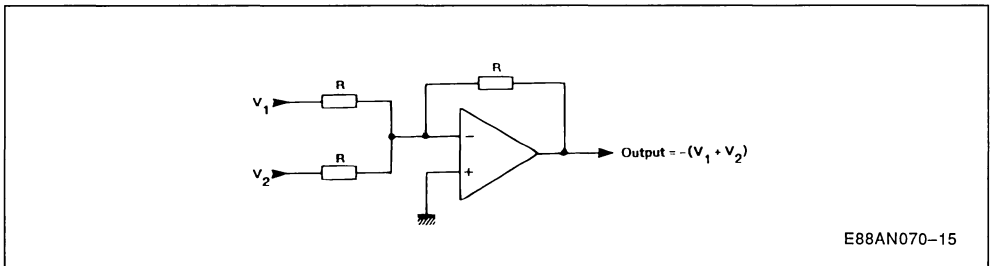 R
R
V1
R
V2
−
+
Output = -(V1 + V2)
E88AN070-15